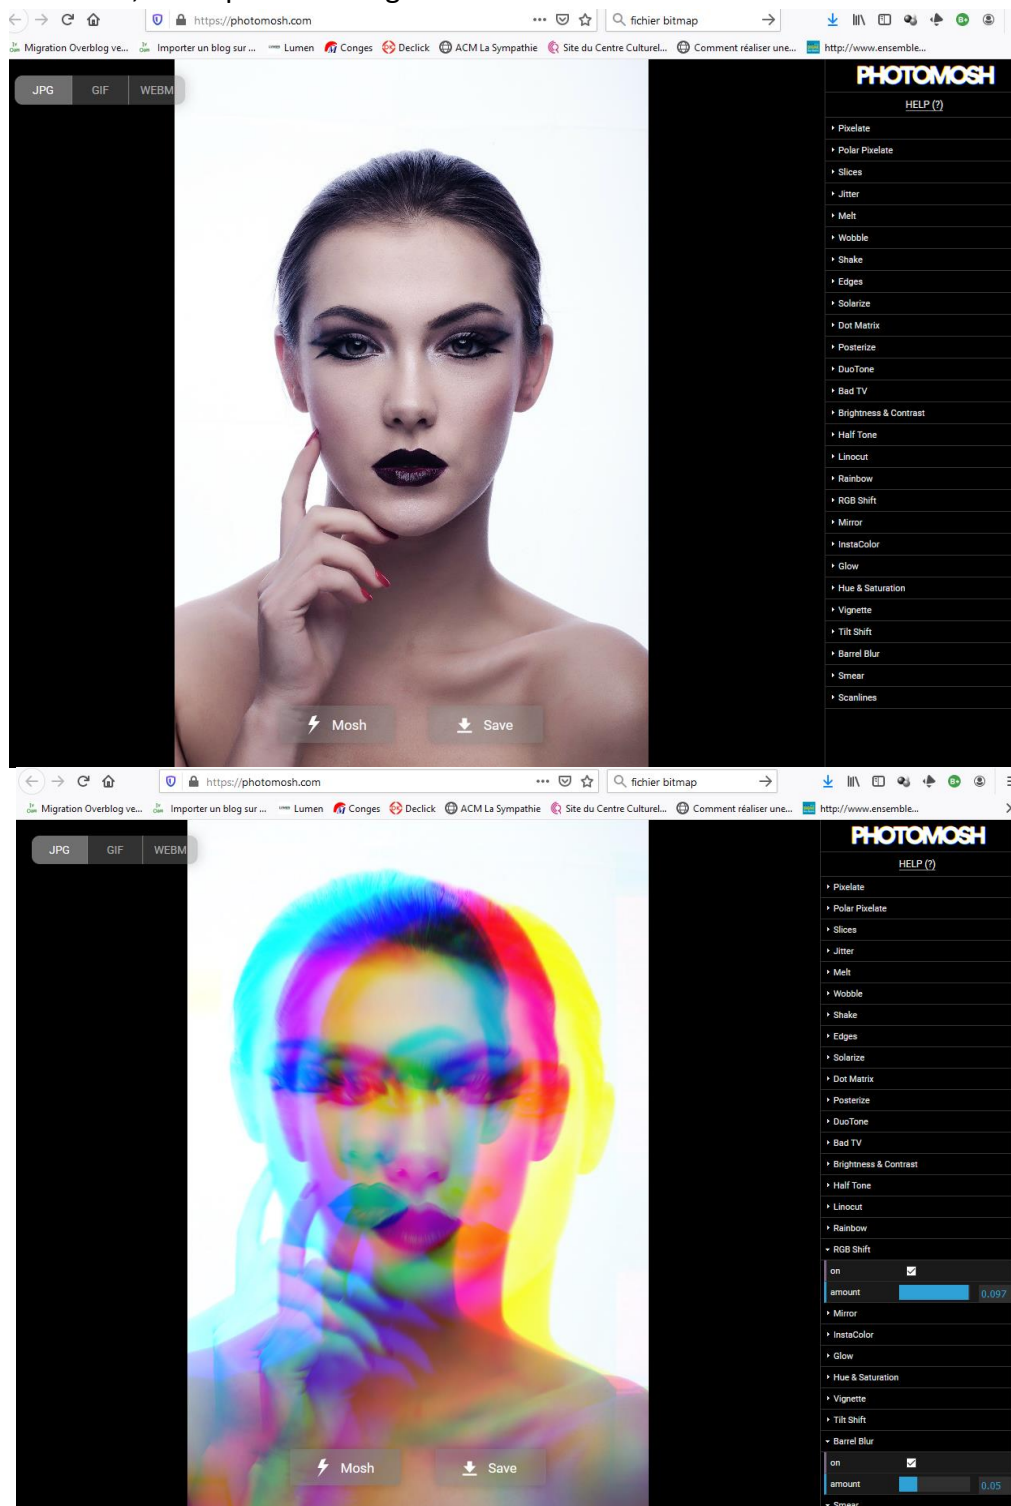 https://photomosh.com
fichier bitmap
Migration Overblog ve... Importer un blog sur ... Lumen Conges Declick ACM La Sympathie Site du Centre Culturel... Comment réaliser une... http://www.ensemble...
JPG GIF WEBM
PHOTOMOSH
HELP (?)
Pixelate
Polar Pixelate
Slices
Jitter
Melt
Wobble
Shake
Edges
Solarize
Dot Matrix
Posterize
DuoTone
Bad TV
Brightness & Contrast
Half Tone
Linocut
Rainbow
RGB Shift
Mirror
InstaColor
Glow
Hue & Saturation
Vignette
Tilt Shift
Barrel Blur
Smear
Scanlines
Mosh Save
https://photomosh.com
fichier bitmap
Migration Overblog ve... Importer un blog sur ... Lumen Conges Declick ACM La Sympathie Site du Centre Culturel... Comment réaliser une... http://www.ensemble...
JPG GIF WEBM
PHOTOMOSH
HELP (?)
Pixelate
Polar Pixelate
Slices
Jitter
Melt
Wobble
Shake
Edges
Solarize
Dot Matrix
Posterize
DuoTone
Bad TV
Brightness & Contrast
Half Tone
Linocut
Rainbow
RGB Shift
on
amount 0.097
Mirror
InstaColor
Glow
Hue & Saturation
Vignette
Tilt Shift
Barrel Blur
on
amount 0.05
Smear
Mosh Save